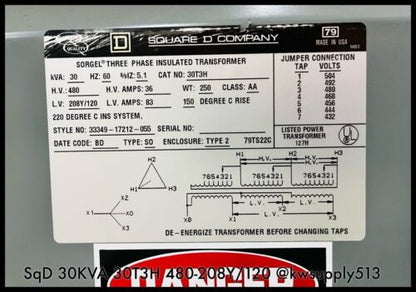 SQUARE D COMPANY
79
MADE IN USA
QUALITY
SORGEL® THREE PHASE INSULATED TRANSFORMER
kVA: 30 HZ: 60 %IZ: 5.1 CAT NO: 30T3H
H.V.: 480 H.V. AMPS: 36 WT: 250 CLASS: AA
L.V.: 208Y/120 L.V. AMPS: 83 150 DEGREE C RISE
220 DEGREE C INS SYSTEM,
STYLE NO: 33349-17212-055 SERIAL NO:
DATE CODE: BD TYPE: SO ENCLOSURE: TYPE 2 79TS22C
JUMPER CONNECTION
TAP VOLTS
1 504
2 492
3 480
4 468
5 456
6 444
7 432
LISTED POWER
TRANSFORMER
127H
H2
H1 H3
X2
X1 X3
H1 H2 H3
H.V. H.V.
H.V.
7654321 7654321 7654321
L.V.
L.V. L.V.
X0 X1 X2 X3
DE-ENERGIZE TRANSFORMER BEFORE CHANGING TAPS
DANGER
SqD 30KVA 30T3H 480-208Y/120 @kwsupply513